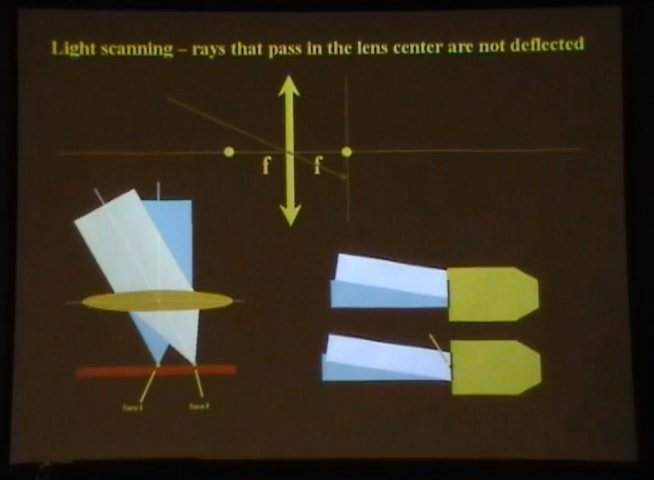 Light scanning – rays that pass in the lens center are not deflected
f f